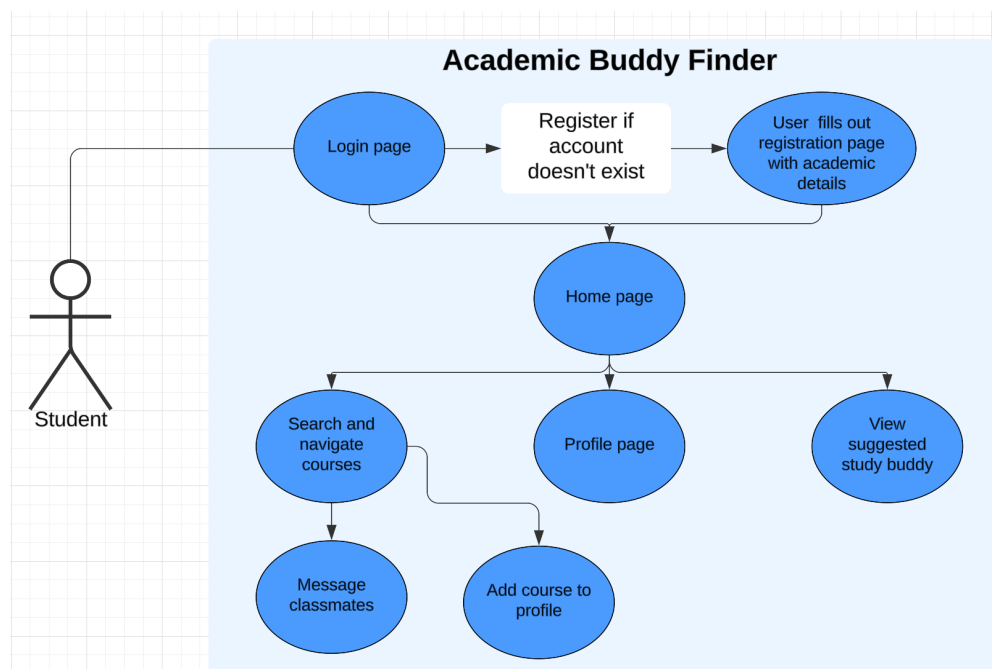 Academic Buddy Finder
Login page
Register if
account
doesn't exist
User fills out
registration page
with academic
details
Home page
Student
Search and
navigate
courses
Profile page
View
suggested
study buddy
Message
classmates
Add course to
profile